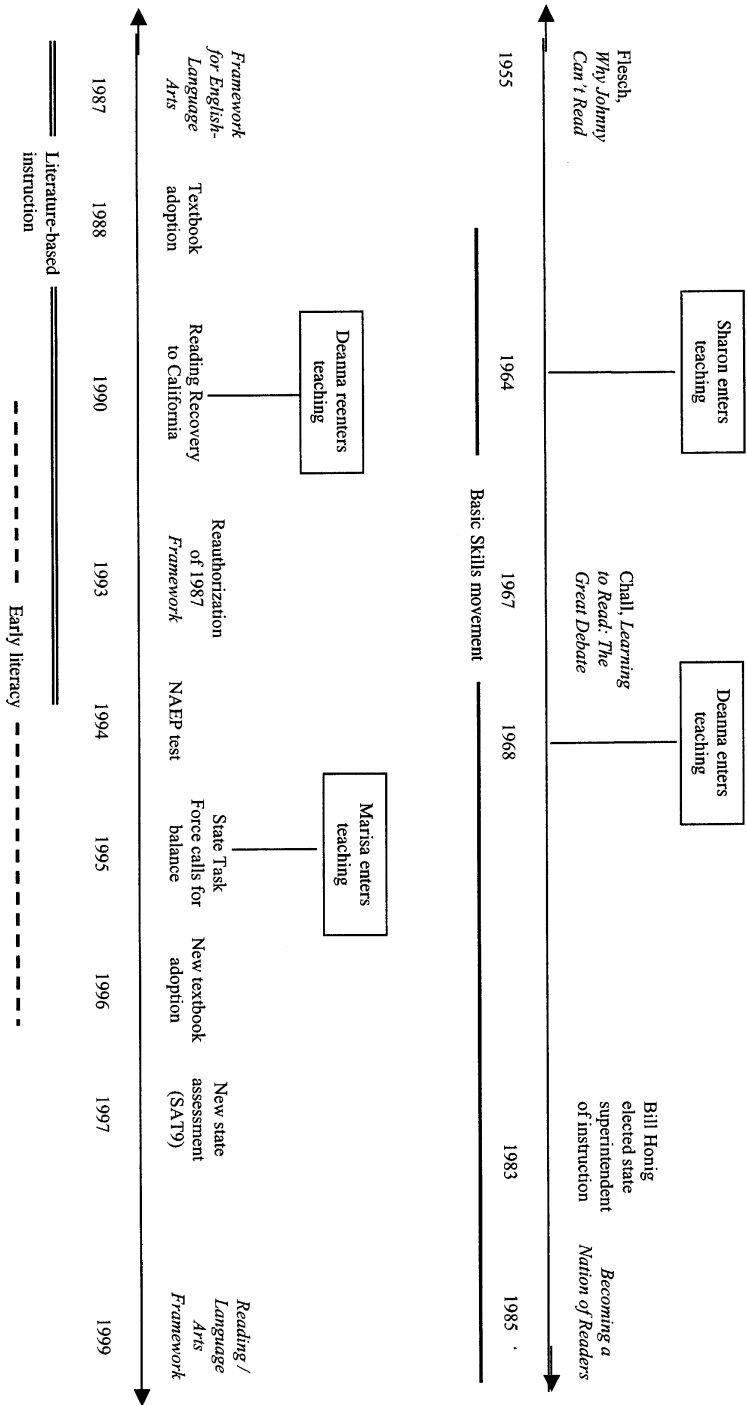 Sharon enters
teaching
Deanna enters
teaching
Flesch,
Why Johnny
Can't Read
Chall, Learning
to Read: The
Great Debate
Bill Honig
elected state
superintendent
of instruction
Becoming a
Nation of Readers
1955
1964
1967
1968
1983
1985
Basic Skills movement
Deanna reenters
teaching
Marisa enters
teaching
Framework
for English-
Language
Arts
Textbook
adoption
Reading Recovery
to California
Reauthorization
of 1987
Framework
NAEP test
State Task
Force calls for
balance
New textbook
adoption
New state
assessment
(SAT9)
Reading /
Language
Arts
Framework
1987
1988
1990
1993
1994
1995
1996
1997
1999
Literature-based
instruction
Early literacy